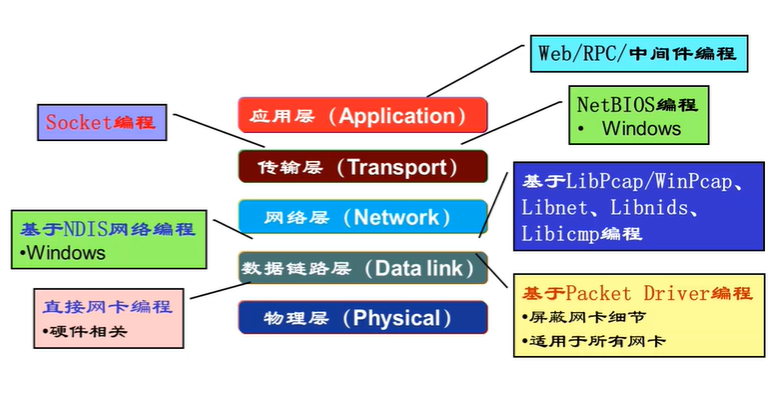 Web/RPC/中间件编程
应用层（Application）
Socket编程
NetBIOS编程
• Windows
传输层（Transport）
基于LibPcap/WinPcap、
Libnet、Libnids、
Libicmp编程
网络层（Network）
基于NDIS网络编程
•Windows
数据链路层（Data link）
直接网卡编程
•硬件相关
基于Packet Driver编程
•屏蔽网卡细节
•适用于所有网卡
物理层（Physical）